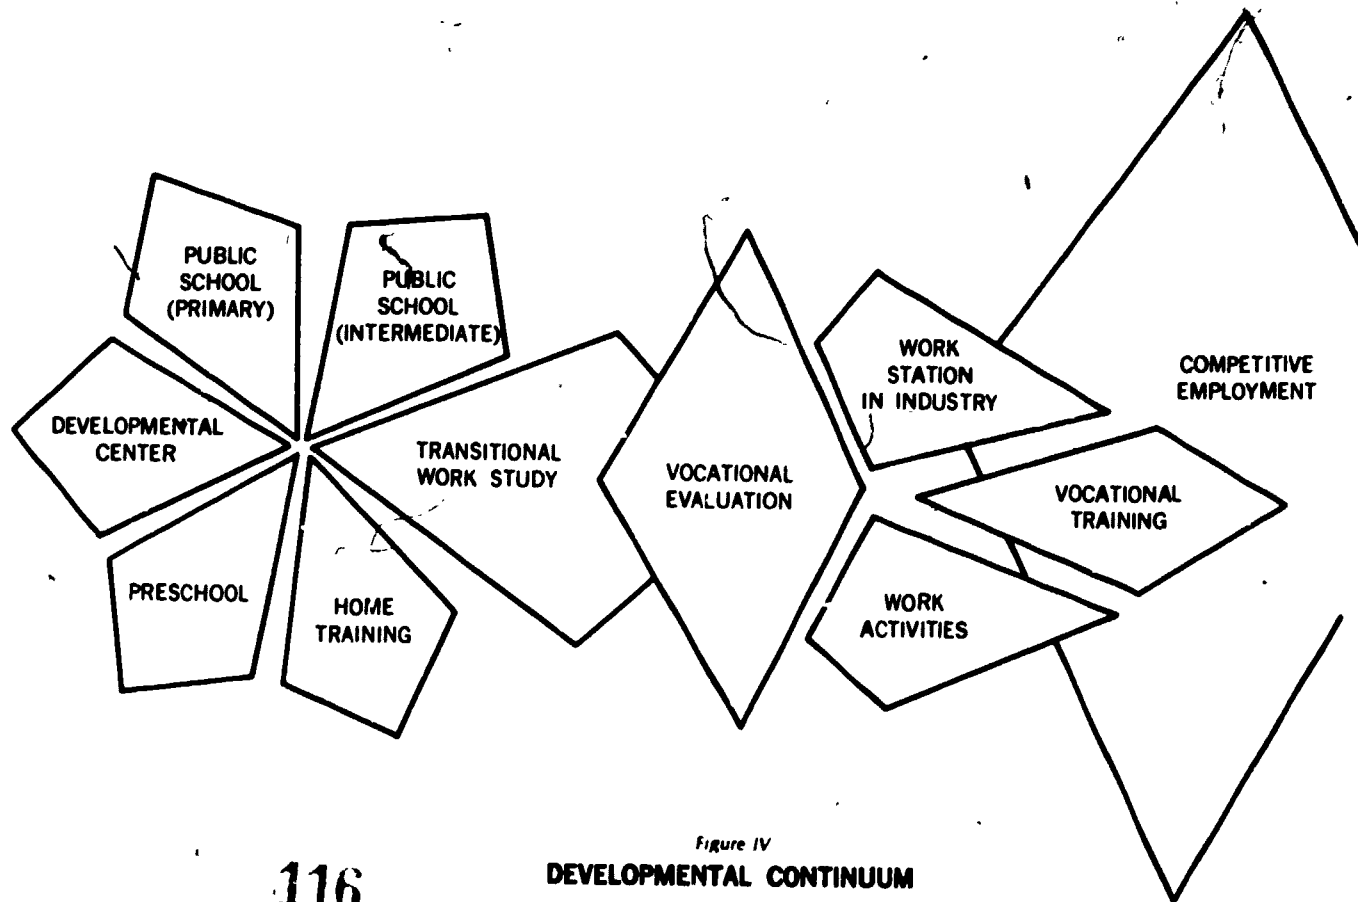 PUBLIC
SCHOOL
(PRIMARY)
PUBLIC
SCHOOL
(INTERMEDIATE)
DEVELOPMENTAL
CENTER
TRANSITIONAL
WORK STUDY
PRESCHOOL
HOME
TRAINING
VOCATIONAL
EVALUATION
WORK
STATION
IN INDUSTRY
COMPETITIVE
EMPLOYMENT
VOCATIONAL
TRAINING
WORK
ACTIVITIES
Figure IV
DEVELOPMENTAL CONTINUUM
116